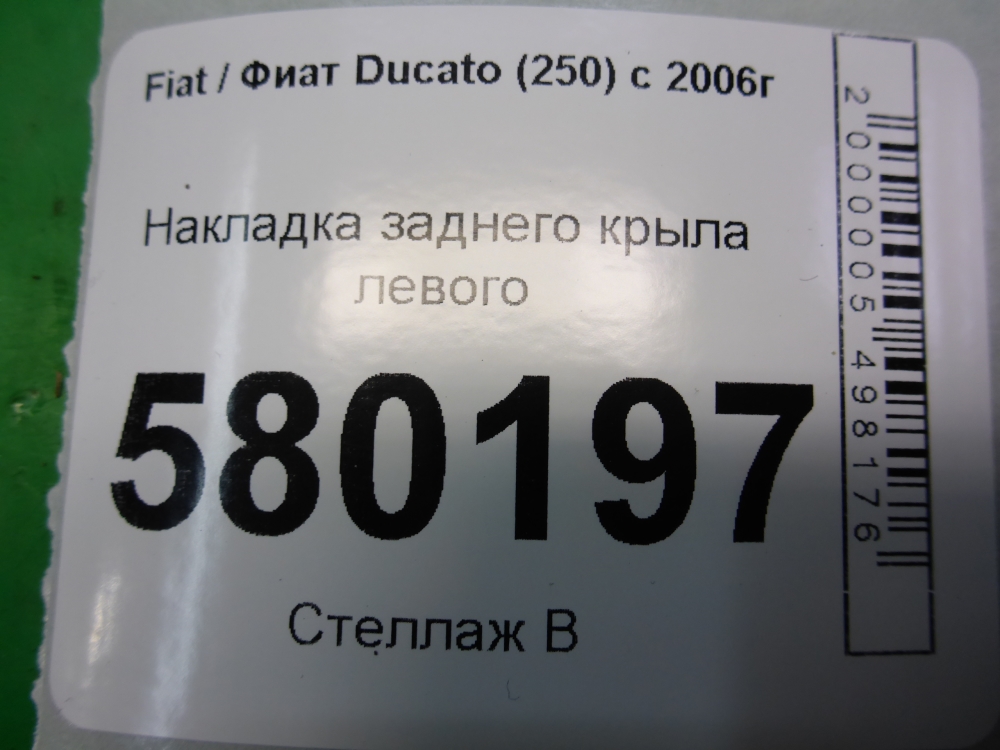 Fiat / Фиат Ducato (250) с 2006г
Накладка заднего крыла
левого
580197
Стеллаж В
2000005498176